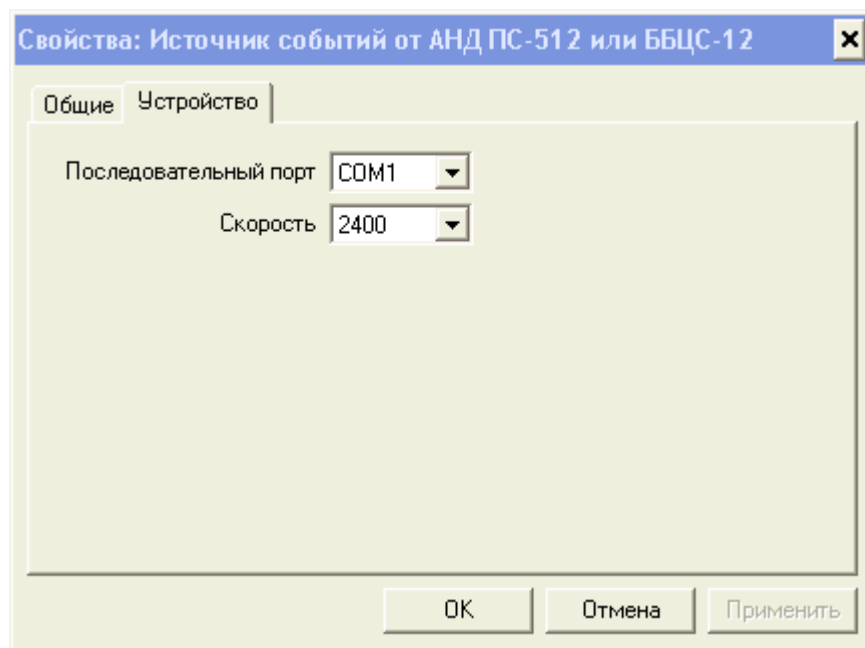 Свойства: Источник событий от АНД ПС-512 или ББЦС-12
Общие Устройство
Последовательный порт COM1
Скорость 2400
OK Отмена Применить